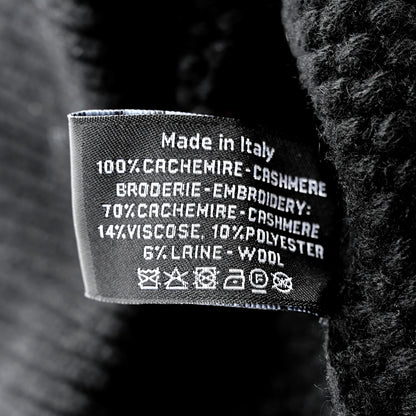 Made in Italy
100%CACHEMIRE-CASHMERE
BRODERIE-EMBROIDERY:
70%CACHEMIRE-CASHMERE
14%VISCOSE, 10%POLYESTER
6%LAINE-WOOL